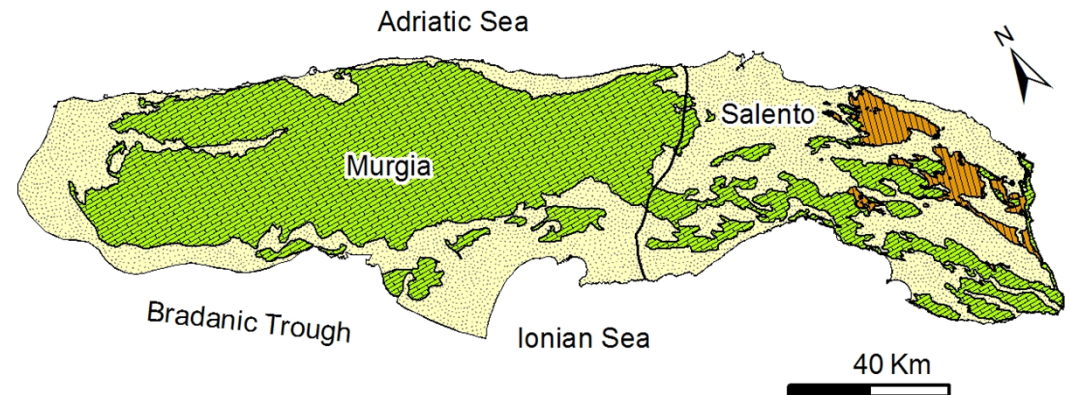 Adriatic Sea
N
Salento
Murgia
Bradanic Trough
Ionian Sea
40 Km